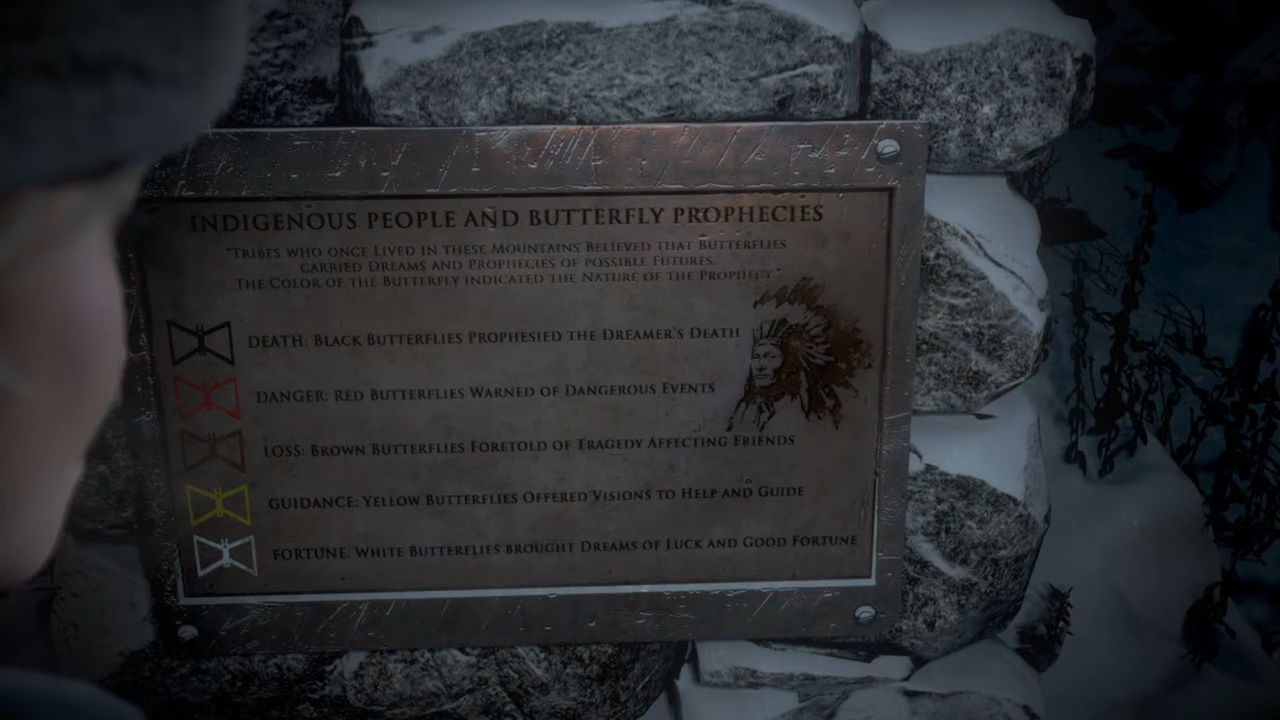 INDIGENOUS PEOPLE AND BUTTERFLY PROPHECIES
"TRIBES WHO ONCE LIVED IN THESE MOUNTAINS BELIEVED THAT BUTTERFLIES
CARRIED DREAMS AND PROPHECIES OF POSSIBLE FUTURES.
THE COLOR OF THE BUTTERFLY INDICATED THE NATURE OF THE PROPHECY."
DEATH: BLACK BUTTERFLIES PROPHESIED THE DREAMER'S DEATH
DANGER: RED BUTTERFLIES WARNED OF DANGEROUS EVENTS
LOSS: BROWN BUTTERFLIES FORETOLD OF TRAGEDY AFFECTING FRIENDS
GUIDANCE: YELLOW BUTTERFLIES OFFERED VISIONS TO HELP AND GUIDE
FORTUNE: WHITE BUTTERFLIES BROUGHT DREAMS OF LUCK AND GOOD FORTUNE